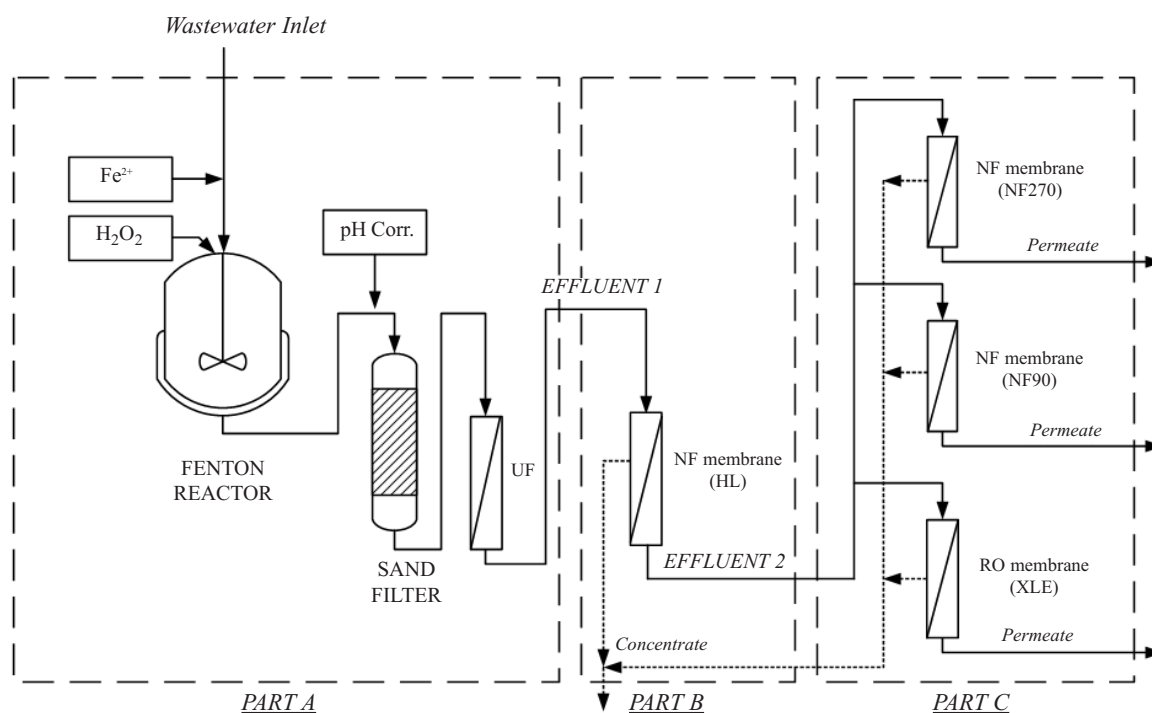 Wastewater Inlet
Fe²⁺
H₂O₂
pH Corr.
FENTON
REACTOR
SAND
FILTER
UF
EFFLUENT 1
PART A
NF membrane
(HL)
EFFLUENT 2
Concentrate
PART B
NF membrane
(NF270)
Permeate
NF membrane
(NF90)
Permeate
RO membrane
(XLE)
Permeate
PART C